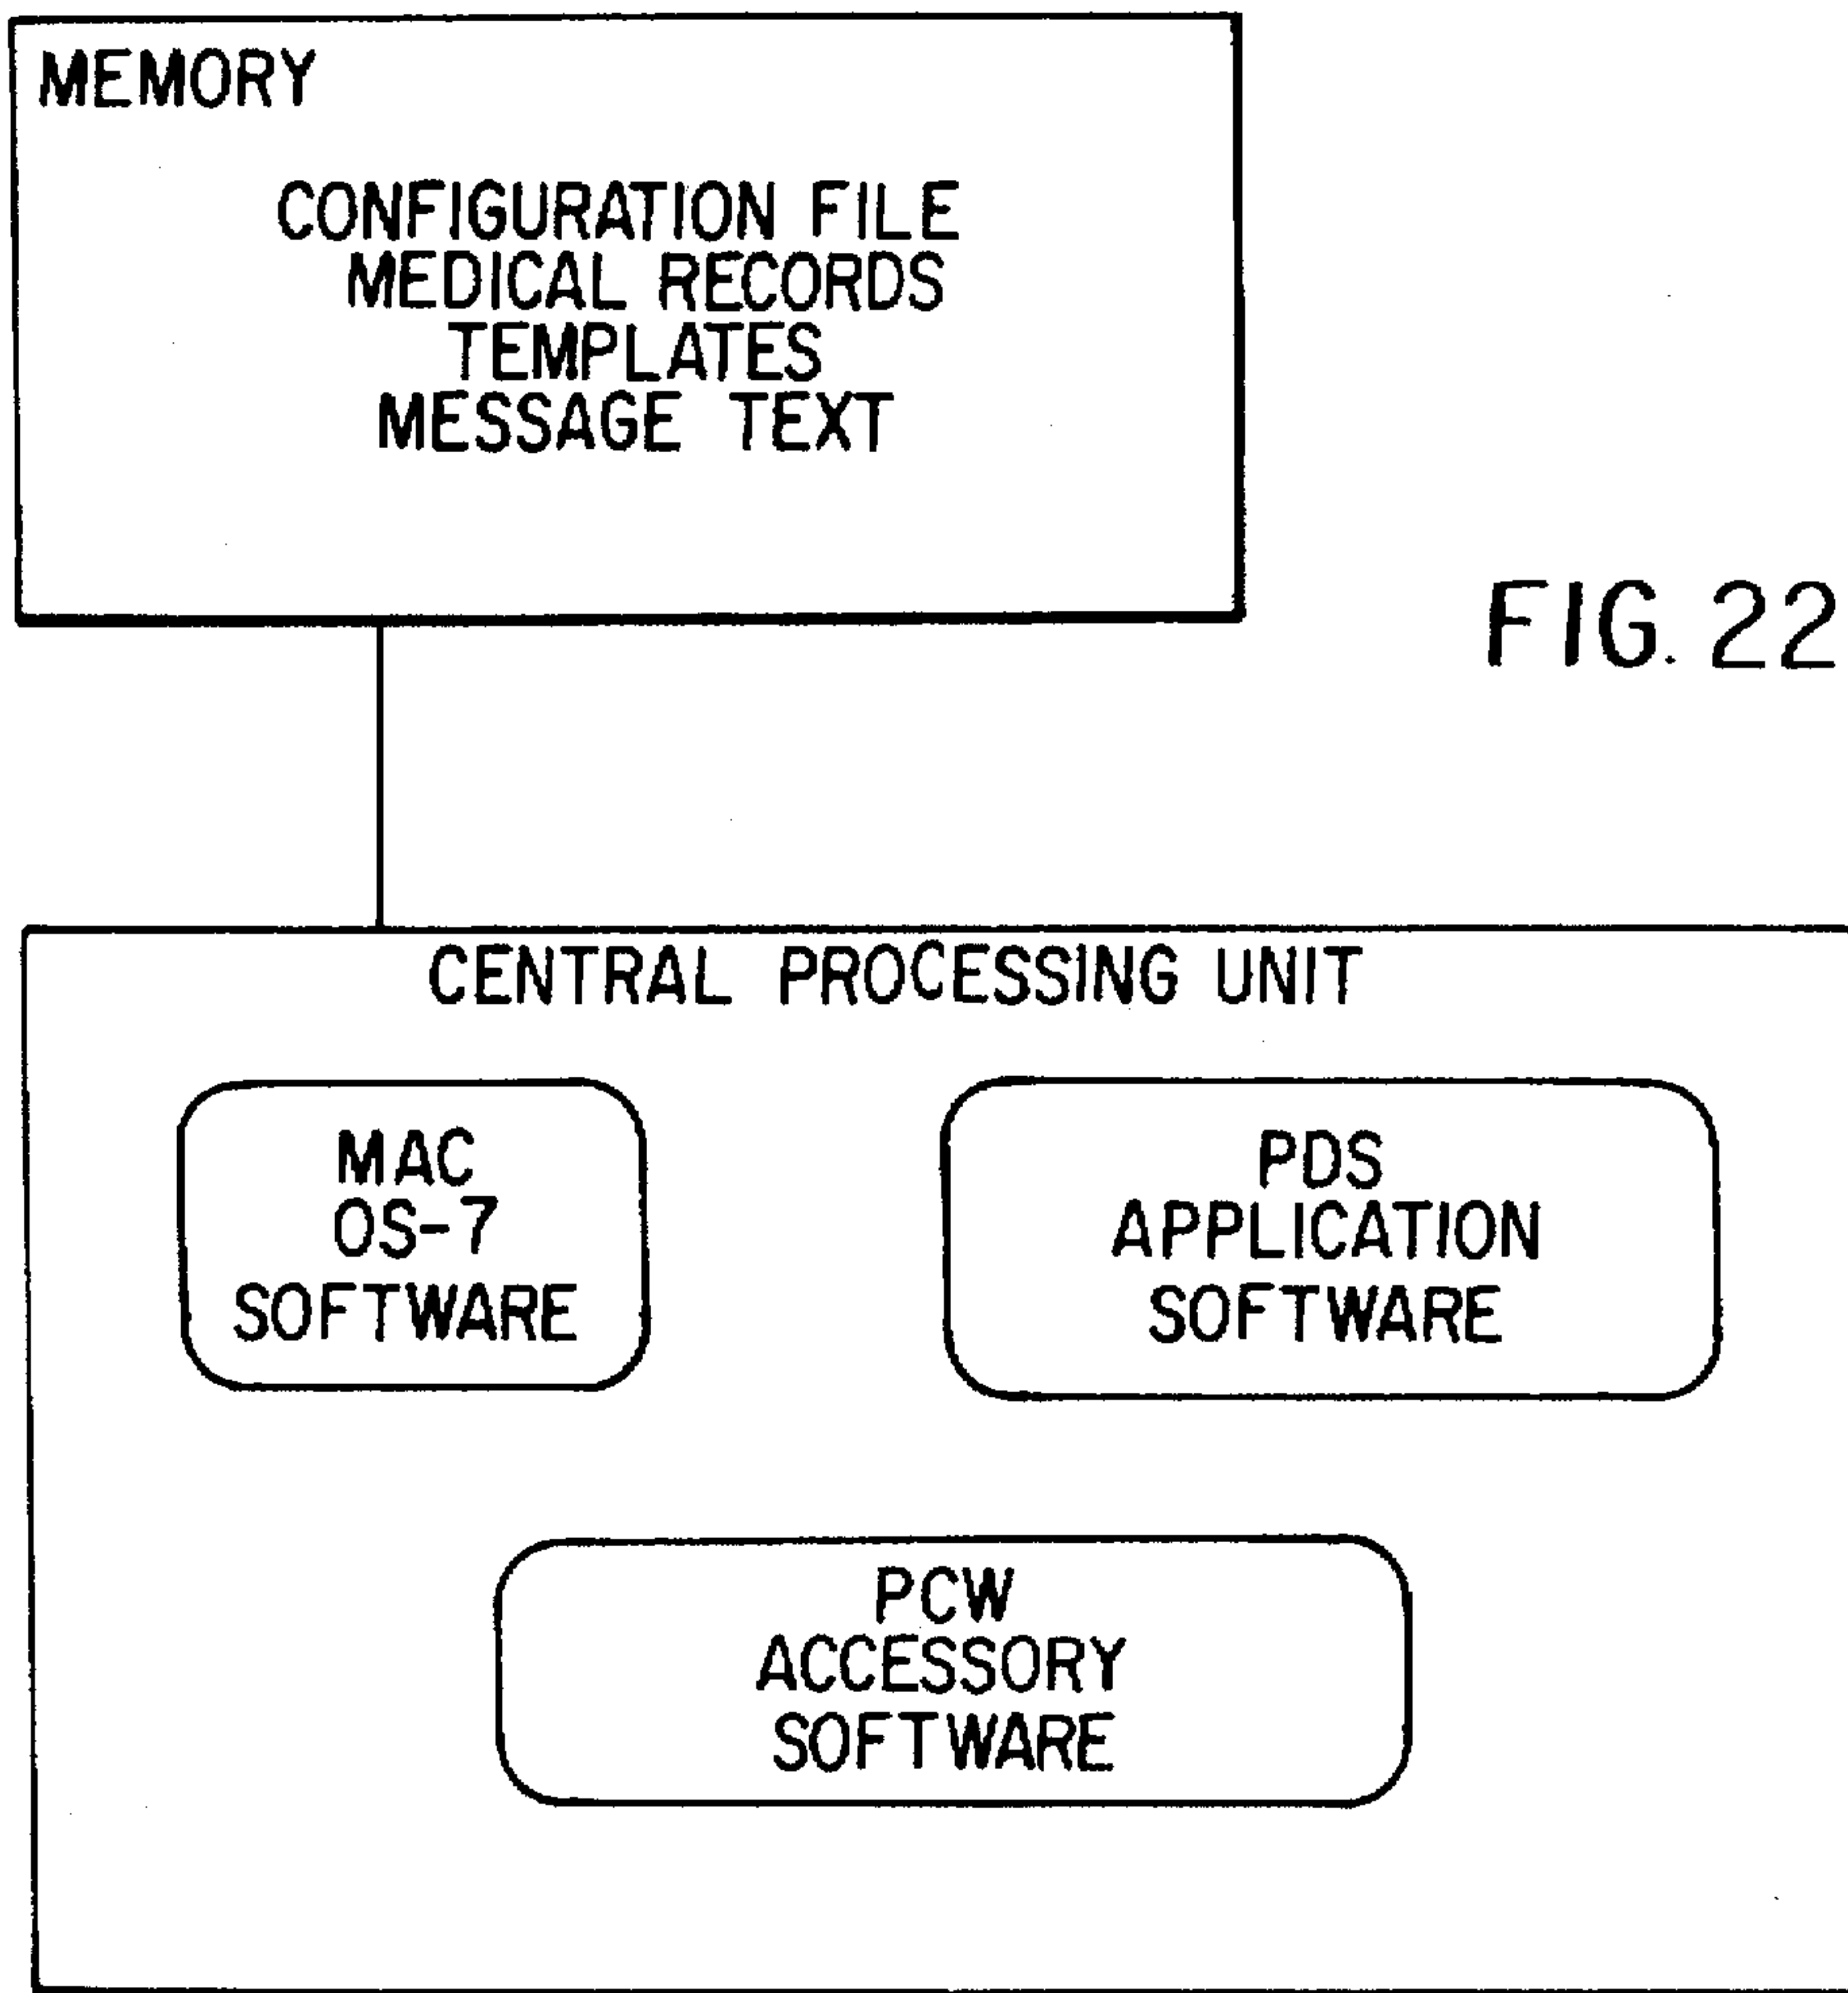 MEMORY
CONFIGURATION FILE
MEDICAL RECORDS
TEMPLATES
MESSAGE TEXT
FIG. 22
CENTRAL PROCESSING UNIT
MAC
OS-7
SOFTWARE
PDS
APPLICATION
SOFTWARE
PCW
ACCESSORY
SOFTWARE